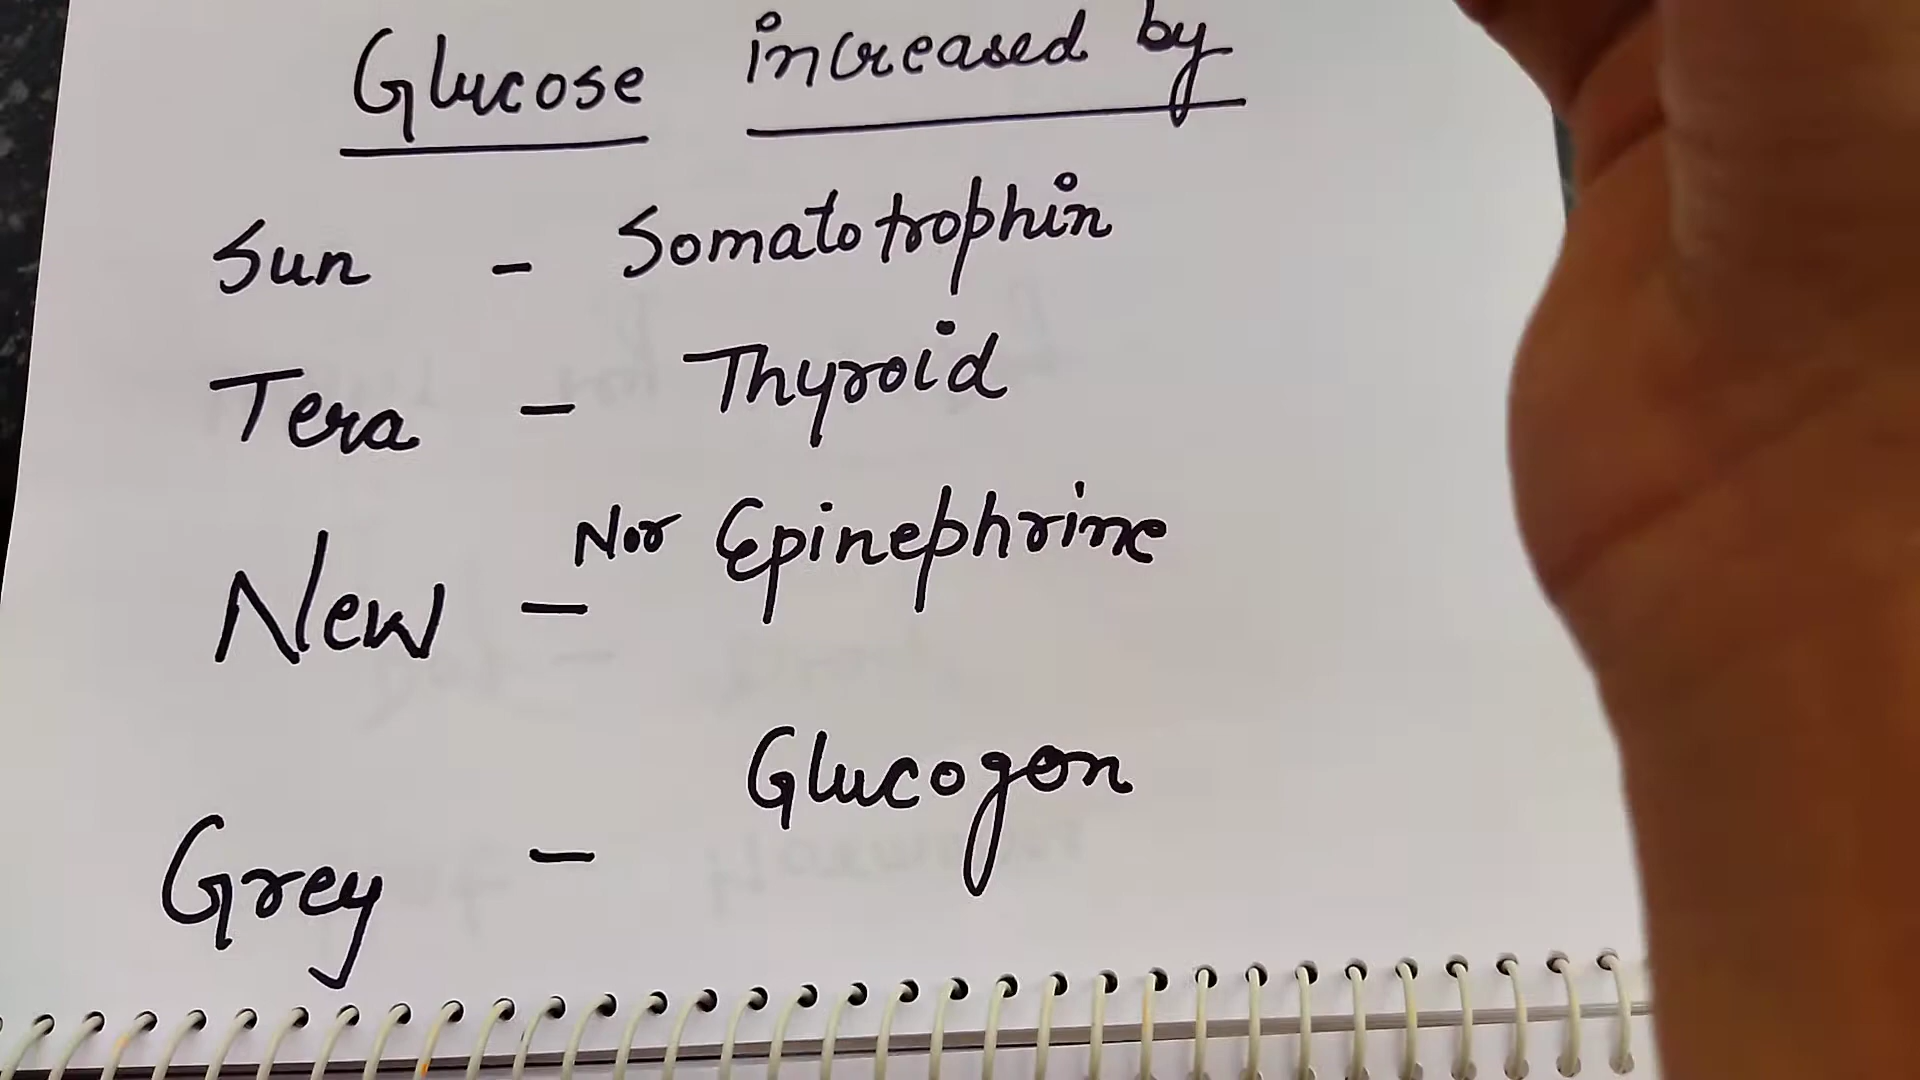 Glucose increased by
Sun - Somatotrophin
Tera - Thyroid
New - Nor Epinephrine
Grey - Glucogon